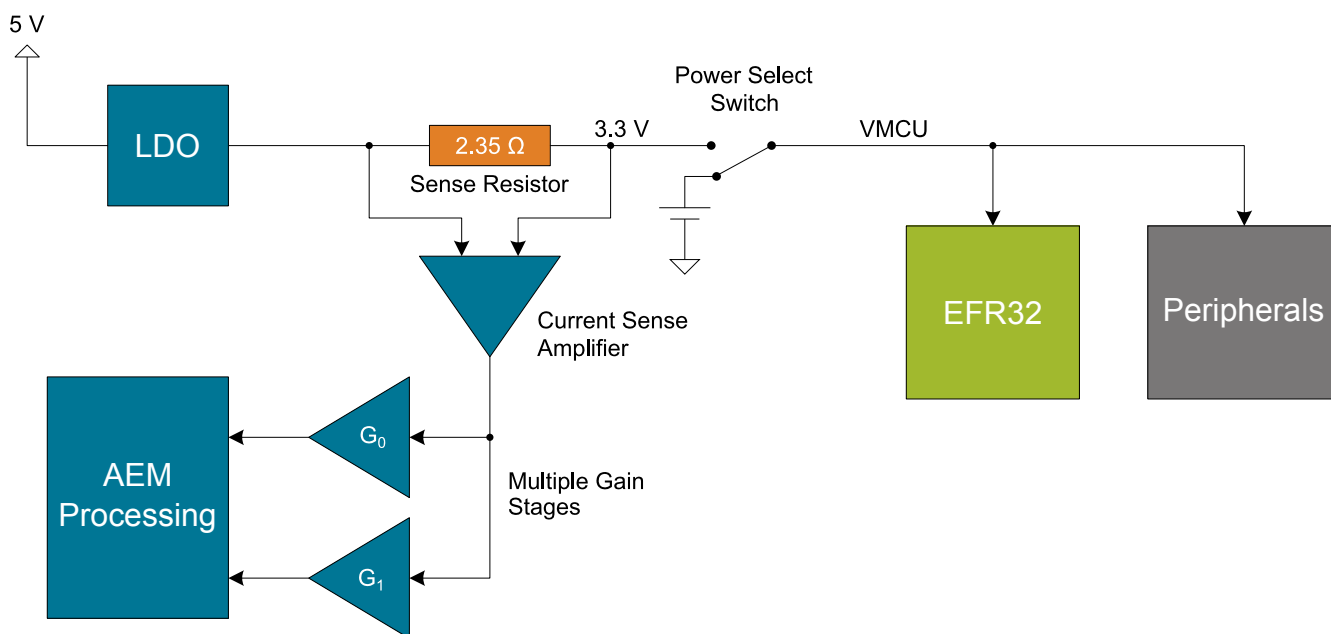 5 V
Power Select
Switch
LDO
2.35 Ω
3.3 V
VMCU
Sense Resistor
EFR32
Peripherals
Current Sense
Amplifier
G₀
AEM
Processing
Multiple Gain
Stages
G₁